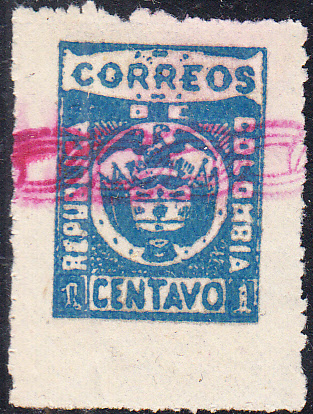 CORREOS
DE
REPUBLICA
COLOMBIA
1 CENTAVO 1